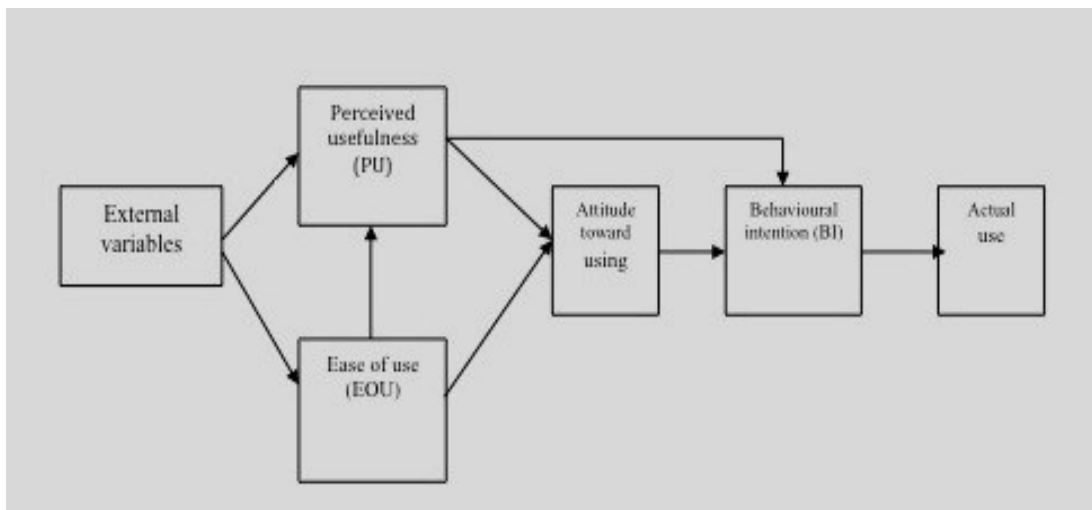 External
variables
Perceived
usefulness
(PU)
Ease of use
(EOU)
Attitude
toward
using
Behavioural
intention (BI)
Actual
use